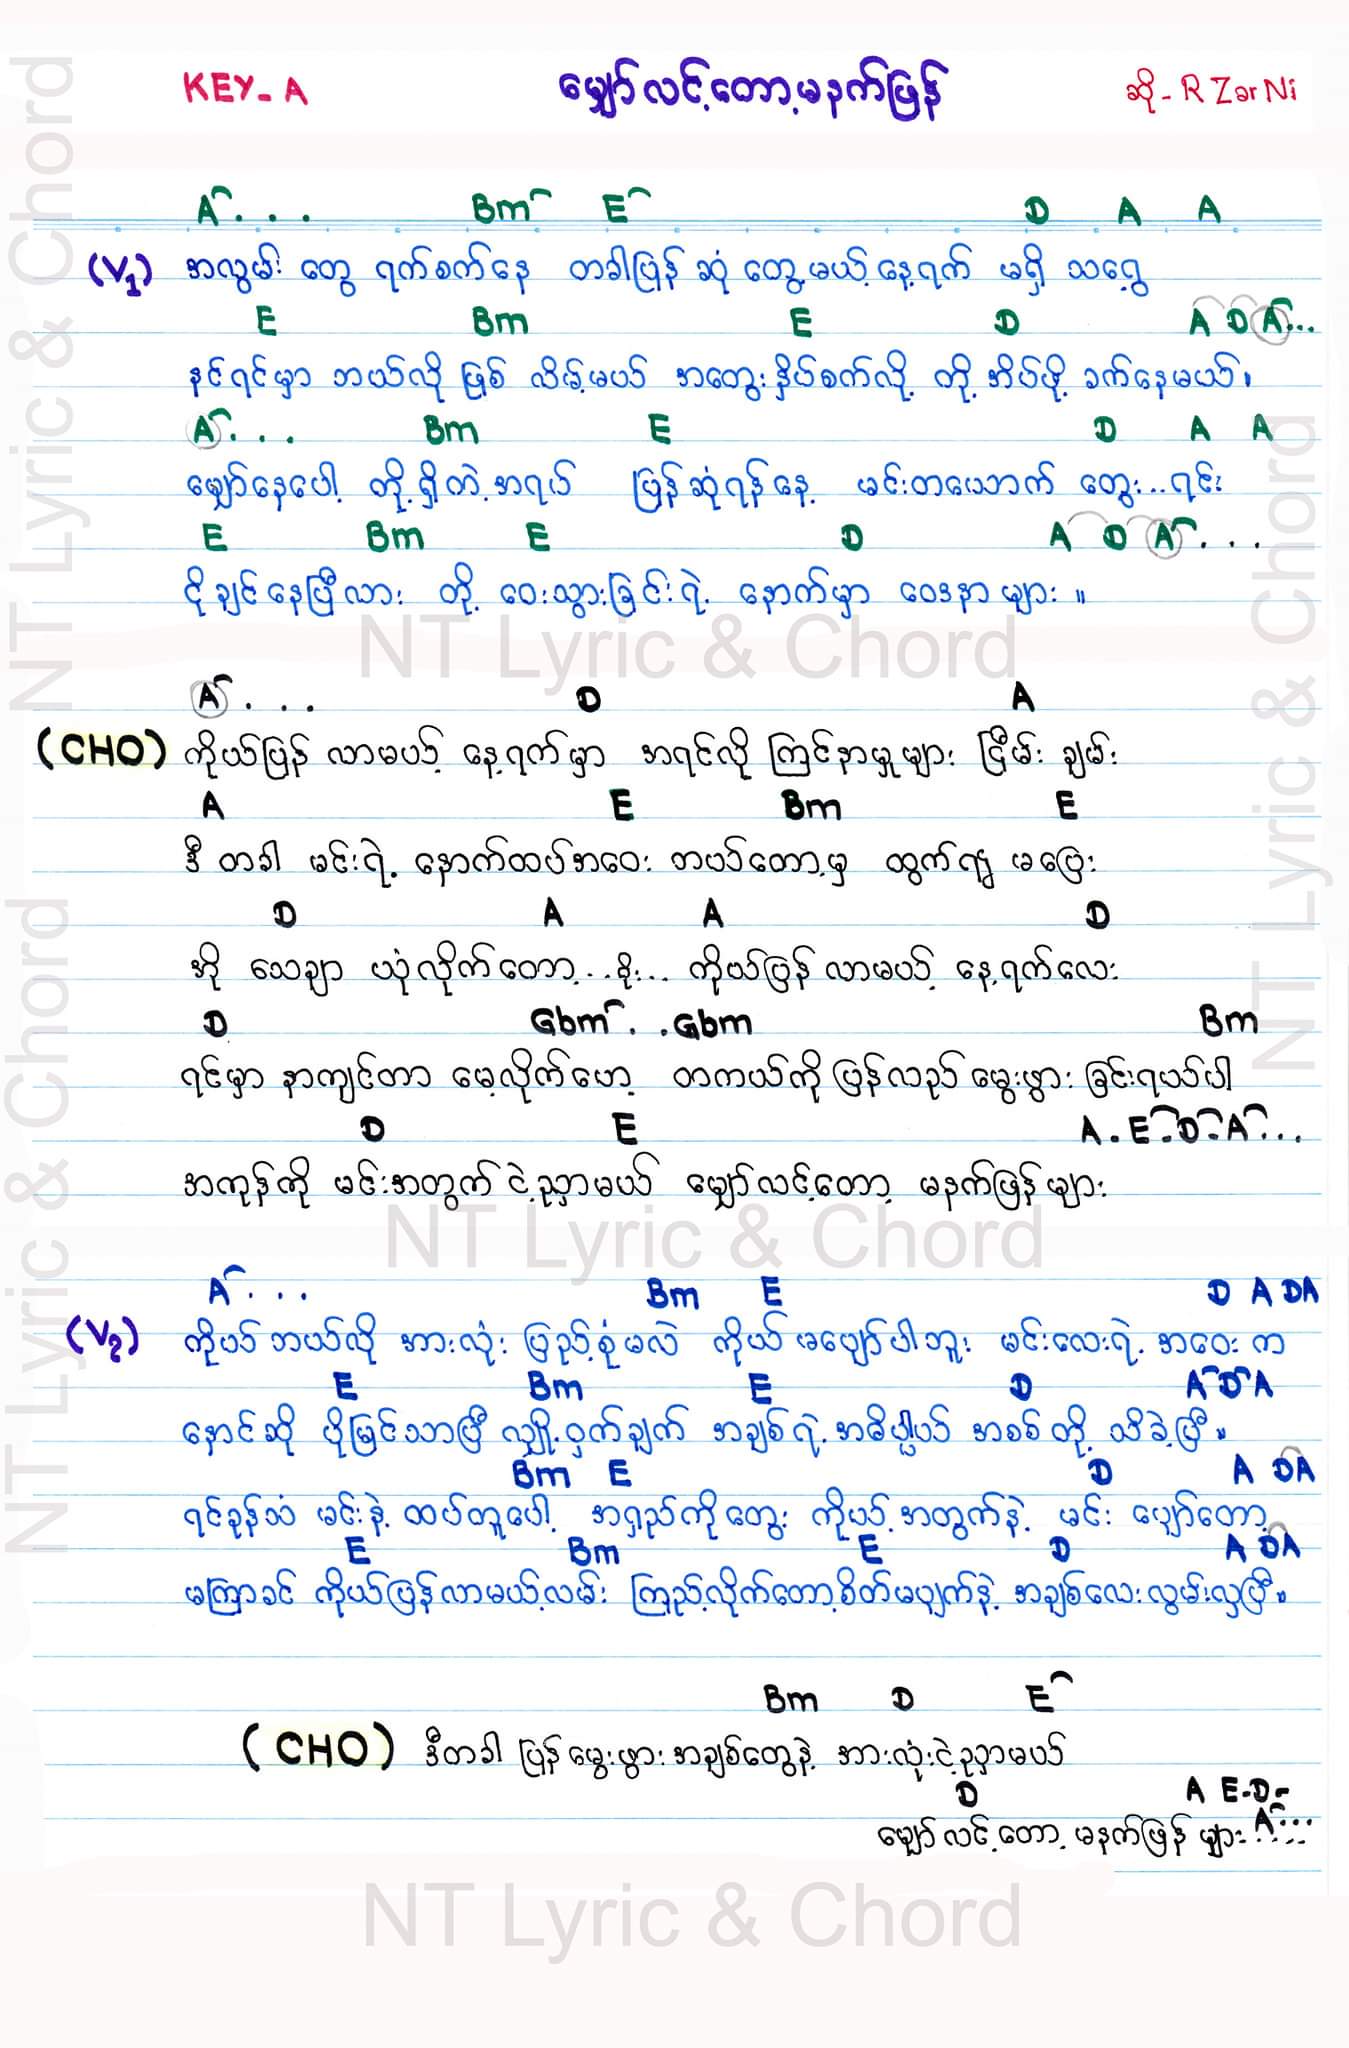 KEY-A မျှော်လင့်တော့မနက်ဖြန် ဆို-R Zar Ni
A... Bm E D A A
(V1) အလွမ်း တွေ ရက်စက်နေ တခါပြန် ဆုံ တွေ့မယ့်နေ့ရက် မရှိ သရွေ့
E Bm E D A D A...
နင်ရင်မှာ ဘယ်လို ဖြစ် လိမ့်မယ် အတွေးနှိပ်စက်လို့ တို့အိပ်ဖို့ ခက်နေမယ်။
A... Bm E D A A
မျှော်နေပေါ့ တို့ရှိတဲ့အရပ် ပြန်ဆုံရန်နေ့ မင်းတယောက် တွေး...ရင်း
E Bm E D A D A...
ငိုချင်နေပြီလား တို့ ဝေးသွားခြင်းရဲ့ နောက်မှာ ဝေဒနာများ ။
NT Lyric & Chord
A... D A
(CHO) ကိုယ်ပြန် လာမယ့် နေ့ရက်မှာ အရင်လို ကြင်နာမှုများ ငြိမ်း ချမ်း
A E Bm E
ဒီ တခါ မင်းရဲ့ နောက်ထပ်အဝေး ဘယ်တော့မှ ထွက်၍ မပြေး
D A A D
အို သေချာ ယုံလိုက်တော့...စိုး... ကိုယ်ပြန် လာမယ့် နေ့ရက်လေး
D Gbm..Gbm Bm
ရင်မှာ နာကျင်တာ မေ့လိုက်ပေ့ာ တကယ်ကို ပြန်လည် မွေးဖွား ခြင်းရယ်ပါ
D E A.E-D-A...
အကုန်ကို မင်းအတွက် ငဲ့ညှာမယ် မျှော်လင့်တော့ မနက်ဖြန်များ
NT Lyric & Chord
A... Bm E D A DA
(V2) ကိုယ် ဘယ်လို အားလုံး ပြည့်စုံမလဲ ကိုယ် မပျော်ပါဘူး မင်းလေးရဲ့ အဝေး က
E Bm E D A D A
နောင်ဆို ပိုမြင်သာပြီ လျှို့ဝှက်ချက် အချစ်ရဲ့အဓိပ္ပါယ် အစစ်တို့ သိခဲ့ပြီ။
Bm E D A DA
ရင်ခုန်သံ မင်းနဲ့ ထပ်တူပေါ့ အရှည်ကိုတွေး ကိုယ့်အတွက်နဲ့ မင်း ပျော်တော့
E Bm E D A DA
မကြာခင် ကိုယ်ပြန်လာမယ့်လမ်း ကြည့်လိုက်တော့စိတ်မပျက်နဲ့ အချစ်လေးလွမ်းလှပြီ။
Bm D E
(CHO) ဒီတခါ ပြန်မွေးဖွားအချစ်တွေနဲ့ အားလုံးငဲ့ညှာမယ်
D A E-D-
မျှော်လင့်တော့ မနက်ဖြန် များ A...
NT Lyric & Chord
NT Lyric & Chord
NT Lyric & Chord
NT Lyric & Chord